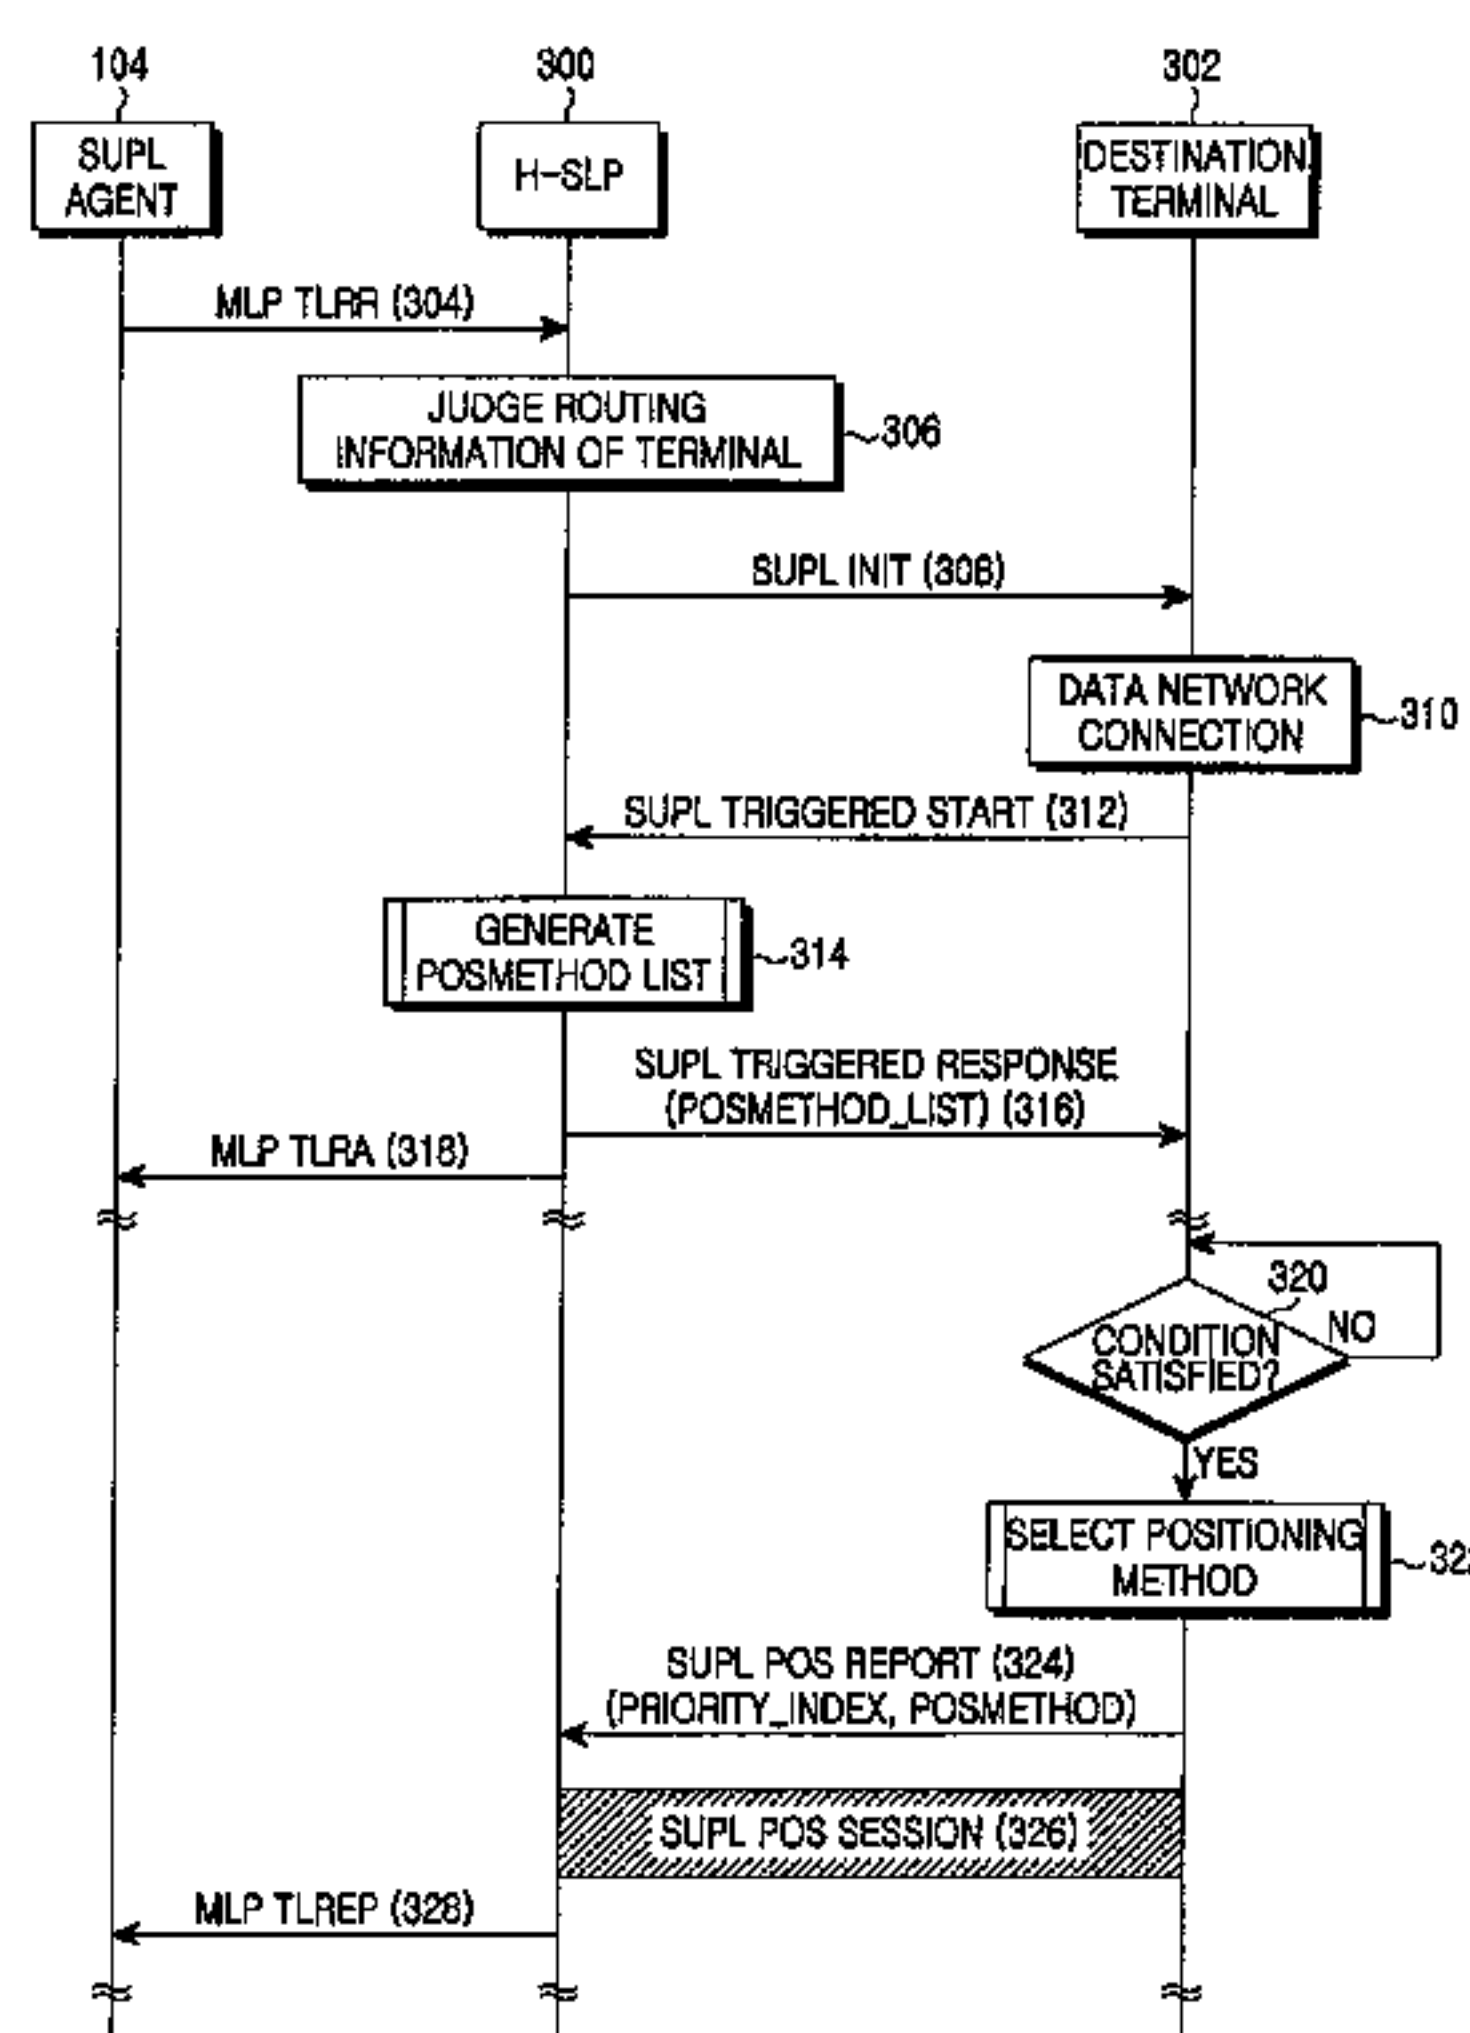 104
300
302
SUPL
AGENT
H-SLP
DESTINATION
TERMINAL
MLP TLRR (304)
JUDGE ROUTING
INFORMATION OF TERMINAL
306
SUPL INIT (308)
DATA NETWORK
CONNECTION
310
SUPL TRIGGERED START (312)
GENERATE
POSMETHOD LIST
314
SUPL TRIGGERED RESPONSE
(POSMETHOD_LIST) (316)
MLP TLRA (318)
320
CONDITION
SATISFIED?
NO
YES
SELECT POSITIONING
METHOD
SUPL POS REPORT (324)
(PRIORITY_INDEX, POSMETHOD)
SUPL POS SESSION (326)
MLP TLREP (328)